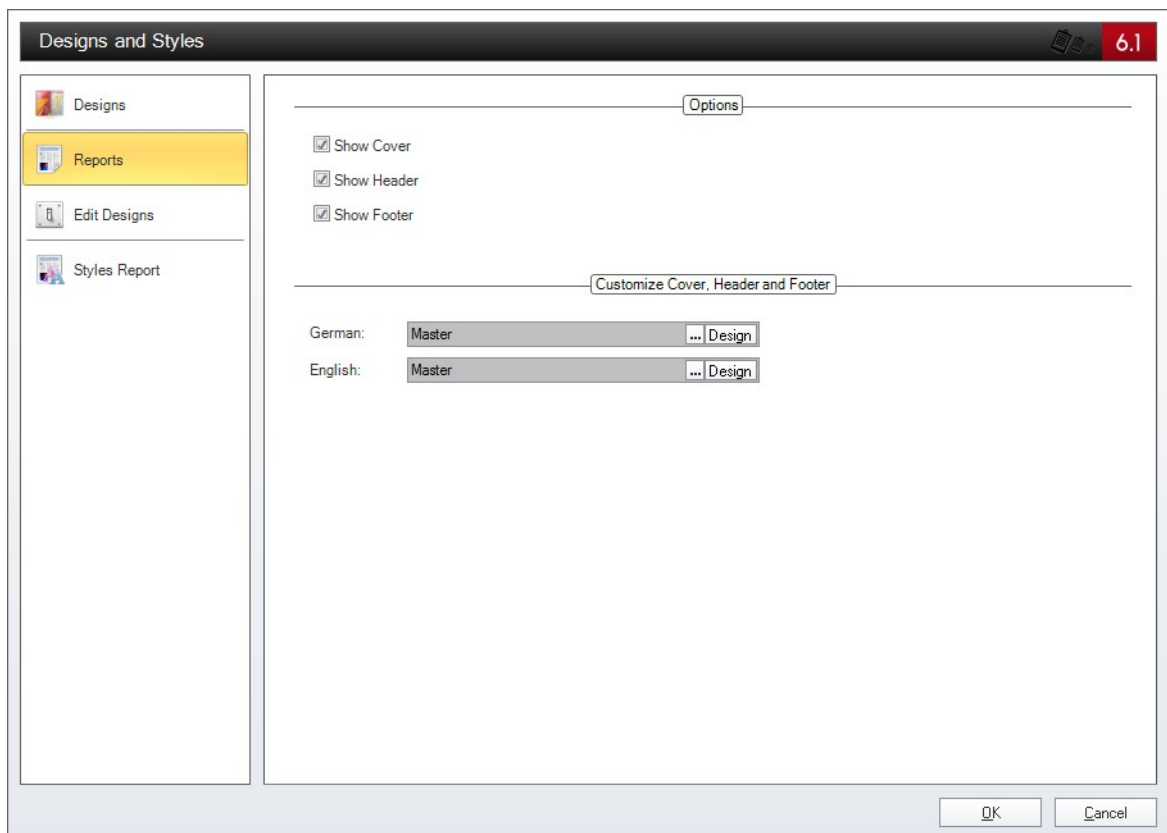 Designs and Styles
6.1
Designs
Reports
Edit Designs
Styles Report
Options
Show Cover
Show Header
Show Footer
Customize Cover, Header and Footer
German: Master ... Design
English: Master ... Design
OK Cancel